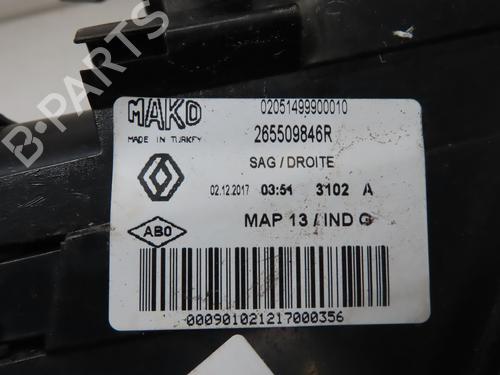 MAKO
MADE IN TURKEY
02051499900010
265509846R
SAG / DROITE
02.12.2017 03:54 3102 A
ABO
MAP 13 / IND G
000901021217000356
B-PARTS